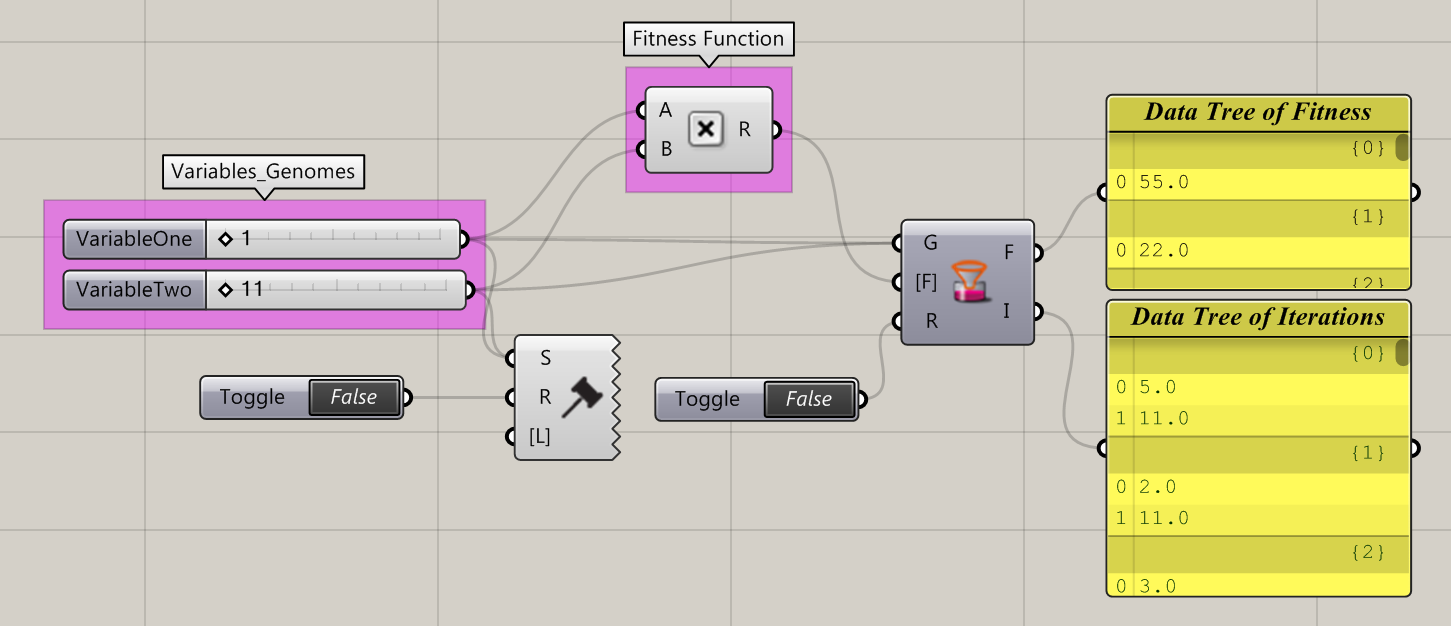 Fitness Function
A
B
R
Variables_Genomes
VariableOne 1
VariableTwo 11
Toggle False
S
R
[L]
Toggle False
G
[F]
R
F
I
Data Tree of Fitness
{0}
0 55.0
{1}
0 22.0
{2}
Data Tree of Iterations
{0}
0 5.0
1 11.0
{1}
0 2.0
1 11.0
{2}
0 3.0